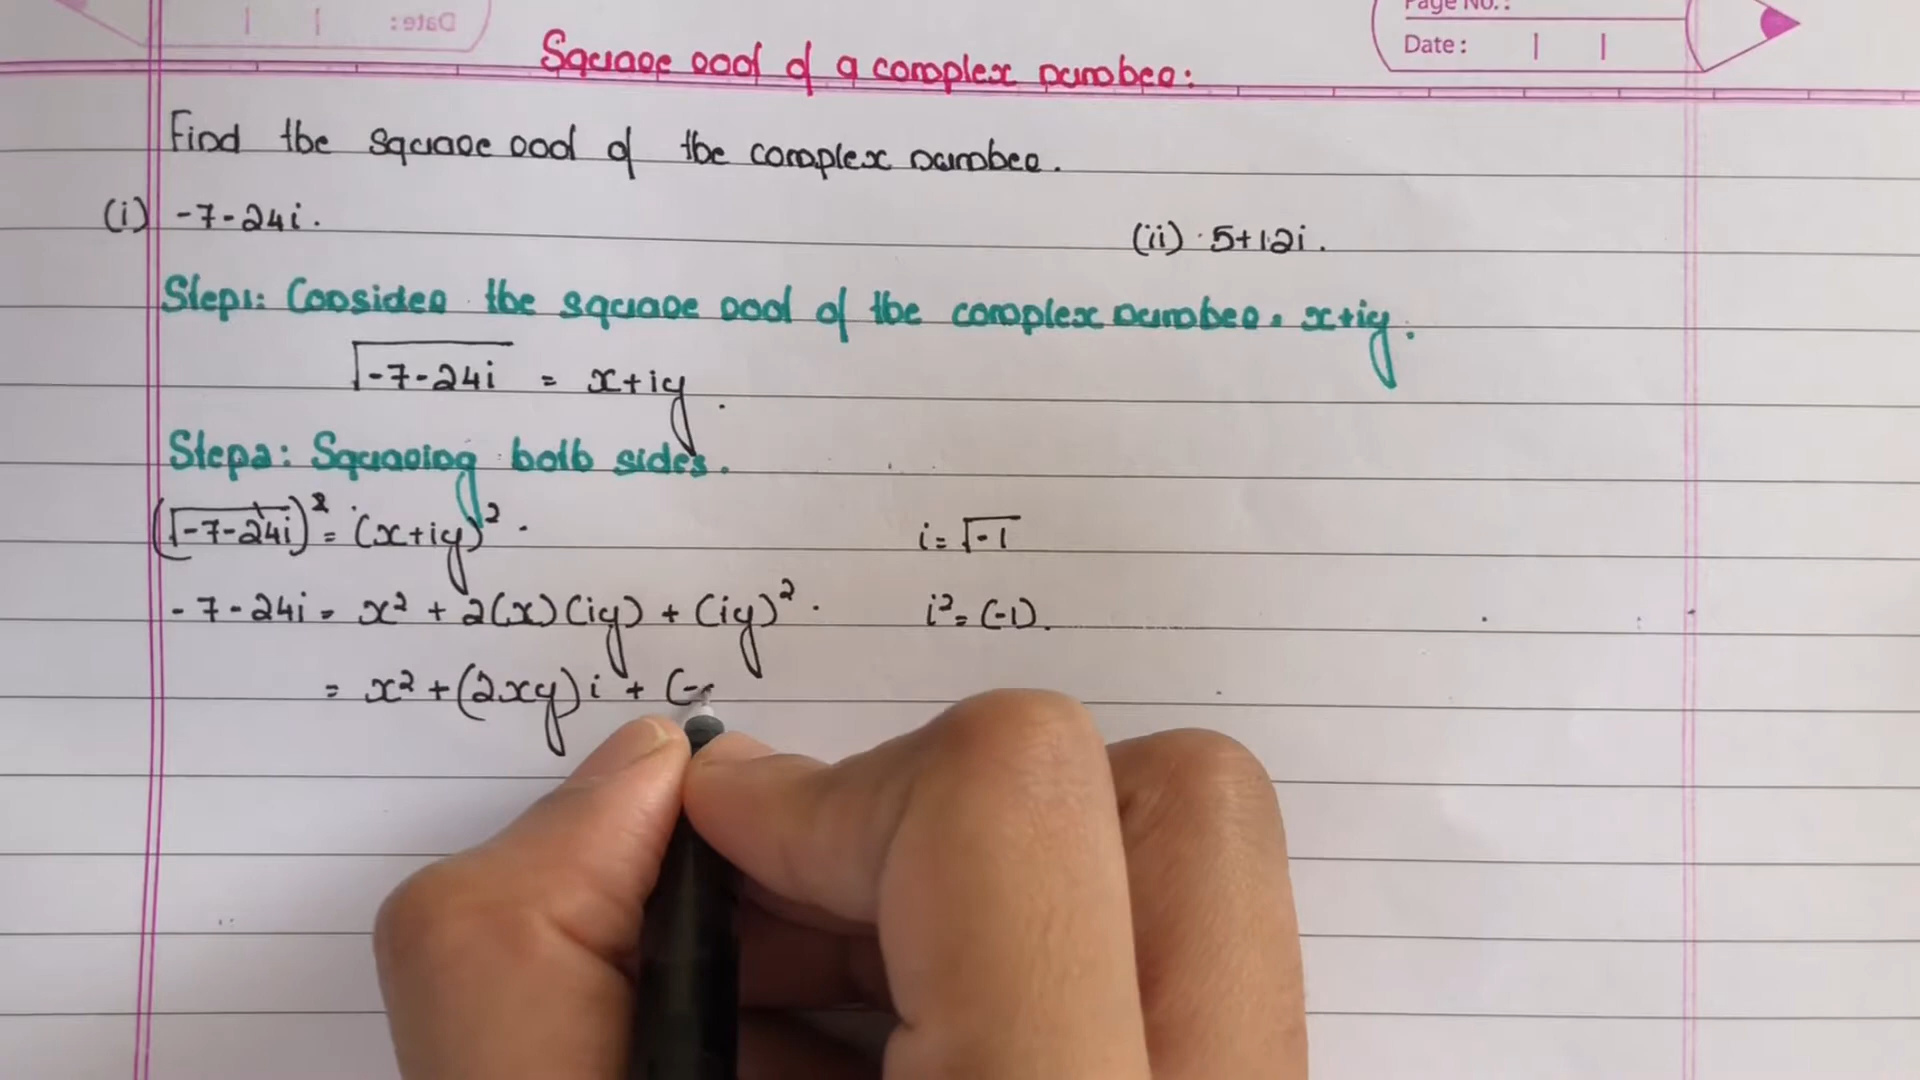 Page No.:
Date:
Date:
Square root of a complex number:
Find the square root of the complex number.
(i) -7-24i.
(ii) 5+12i.
Step1: Consider the square root of the complex number = x+iy.
√-7-24i = x+iy.
Step2: Squaring both sides.
(√-7-24i)² = (x+iy)².
i = √-1
-7-24i = x² + 2(x)(iy) + (iy)².
i² = (-1).
= x² + (2xy)i + (-